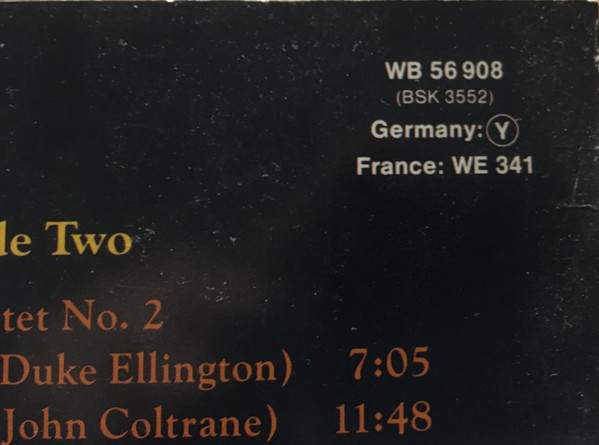 WB 56 908
(BSK 3552)
Germany: Y
France: WE 341
le Two
tet No. 2
Duke Ellington) 7:05
John Coltrane) 11:48